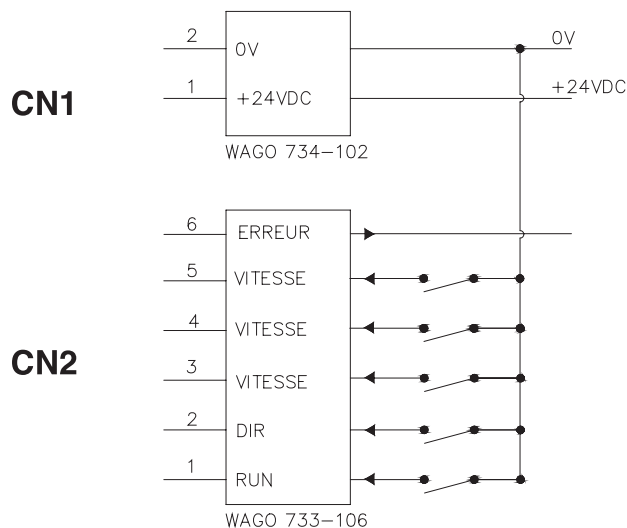 2 0V 0V
CN1
1 +24VDC +24VDC
WAGO 734-102
6 ERREUR
5 VITESSE
4 VITESSE
CN2
3 VITESSE
2 DIR
1 RUN
WAGO 733-106